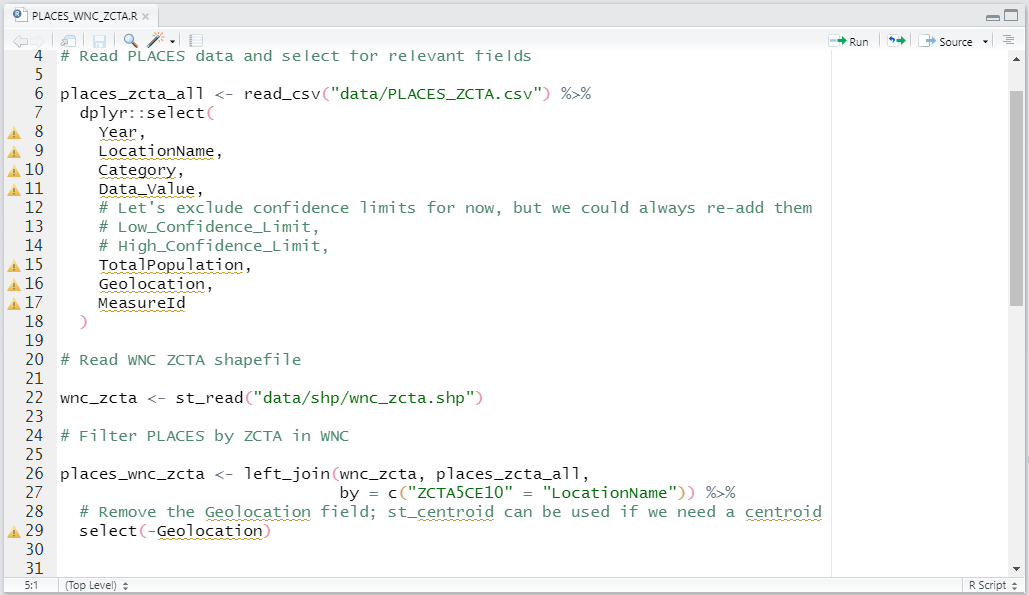 PLACES_WNC_ZCTA.R
Run
Source
4 # Read PLACES data and select for relevant fields
5
6 places_zcta_all <- read_csv("data/PLACES_ZCTA.csv") %>%
7   dplyr::select(
8     Year,
9     LocationName,
10     Category,
11     Data_Value,
12     # Let's exclude confidence limits for now, but we could always re-add them
13     # Low_Confidence_Limit,
14     # High_Confidence_Limit,
15     TotalPopulation,
16     Geolocation,
17     MeasureId
18   )
19
20 # Read WNC ZCTA shapefile
21
22 wnc_zcta <- st_read("data/shp/wnc_zcta.shp")
23
24 # Filter PLACES by ZCTA in WNC
25
26 places_wnc_zcta <- left_join(wnc_zcta, places_zcta_all,
27                              by = c("ZCTA5CE10" = "LocationName")) %>%
28   # Remove the Geolocation field; st_centroid can be used if we need a centroid
29   select(-Geolocation)
30
31
5:1 (Top Level) R Script